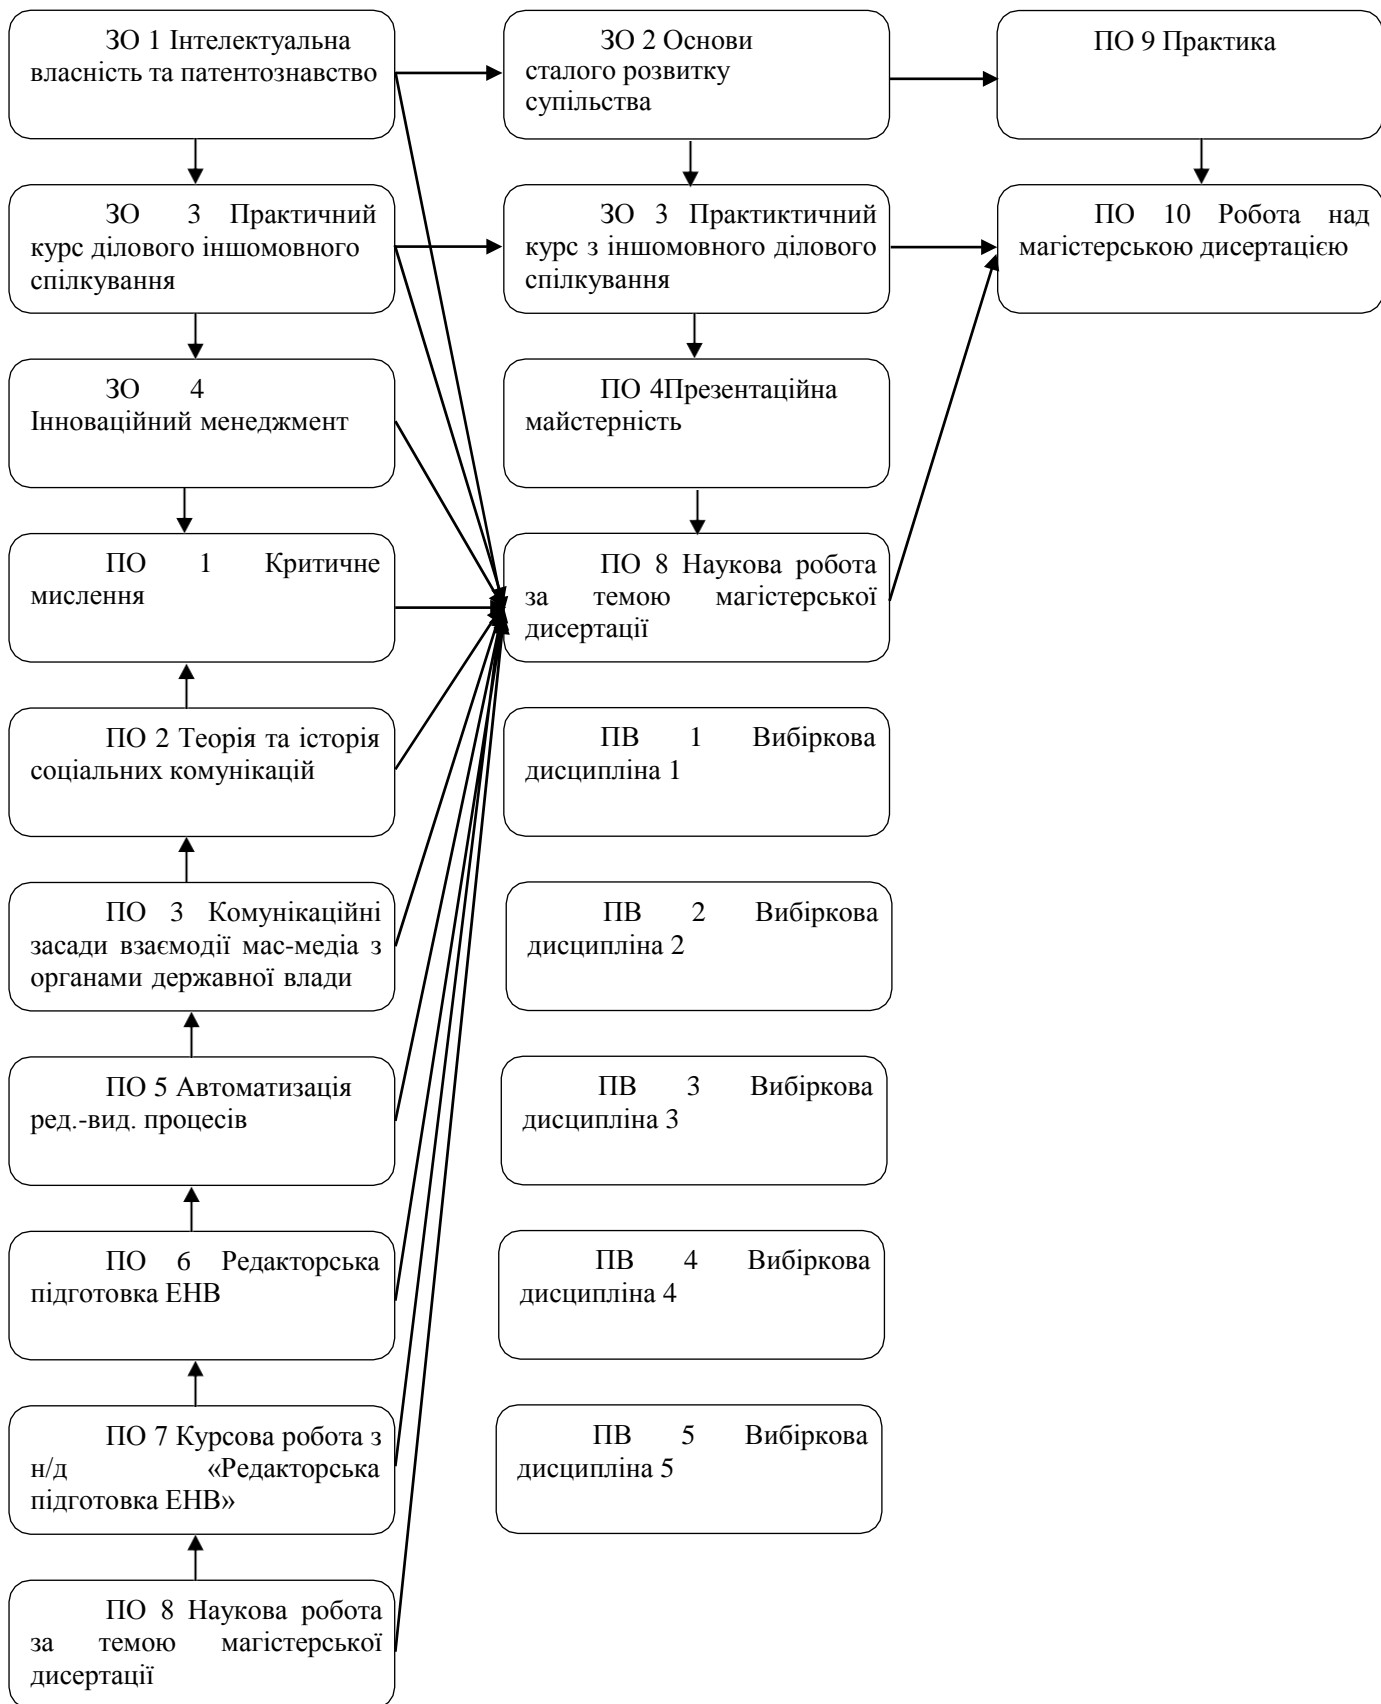 ЗО 1 Інтелектуальна
власність та патентознавство
ЗО 3 Практичний
курс ділового іншомовного
спілкування
ЗО 4
Інноваційний менеджмент
ПО 1 Критичне
мислення
ПО 2 Теорія та історія
соціальних комунікацій
ПО 3 Комунікаційні
засади взаємодії мас-медіа з
органами державної влади
ПО 5 Автоматизація
ред.-вид. процесів
ПО 6 Редакторська
підготовка ЕНВ
ПО 7 Курсова робота з
н/д «Редакторська
підготовка ЕНВ»
ПО 8 Наукова робота
за темою магістерської
дисертації
ЗО 2 Основи
сталого розвитку
супільства
ЗО 3 Практиктичний
курс з іншомовного ділового
спілкування
ПО 4Презентаційна
майстерність
ПО 8 Наукова робота
за темою магістерської
дисертації
ПВ 1 Вибіркова
дисципліна 1
ПВ 2 Вибіркова
дисципліна 2
ПВ 3 Вибіркова
дисципліна 3
ПВ 4 Вибіркова
дисципліна 4
ПВ 5 Вибіркова
дисципліна 5
ПО 9 Практика
ПО 10 Робота над
магістерською дисертацією